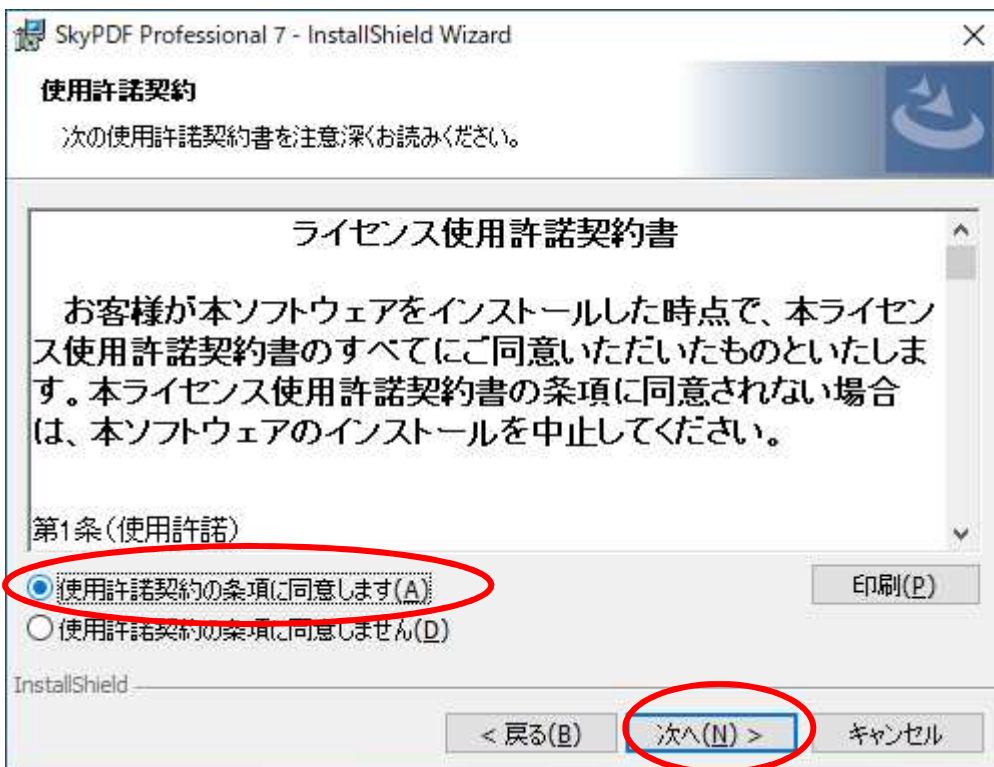 SkyPDF Professional 7 - InstallShield Wizard
使用許諾契約
次の使用許諾契約書を注意深くお読みください。
ライセンス使用許諾契約書
お客様が本ソフトウェアをインストールした時点で、本ライセン
ス使用許諾契約書のすべてにご同意いただいたものといたしま
す。本ライセンス使用許諾契約書の条項に同意されない場合
は、本ソフトウェアのインストールを中止してください。
第1条(使用許諾)
使用許諾契約の条項に同意します(A)
印刷(P)
使用許諾契約の条項に同意しません(D)
InstallShield
< 戻る(B)
次へ(N) >
キャンセル